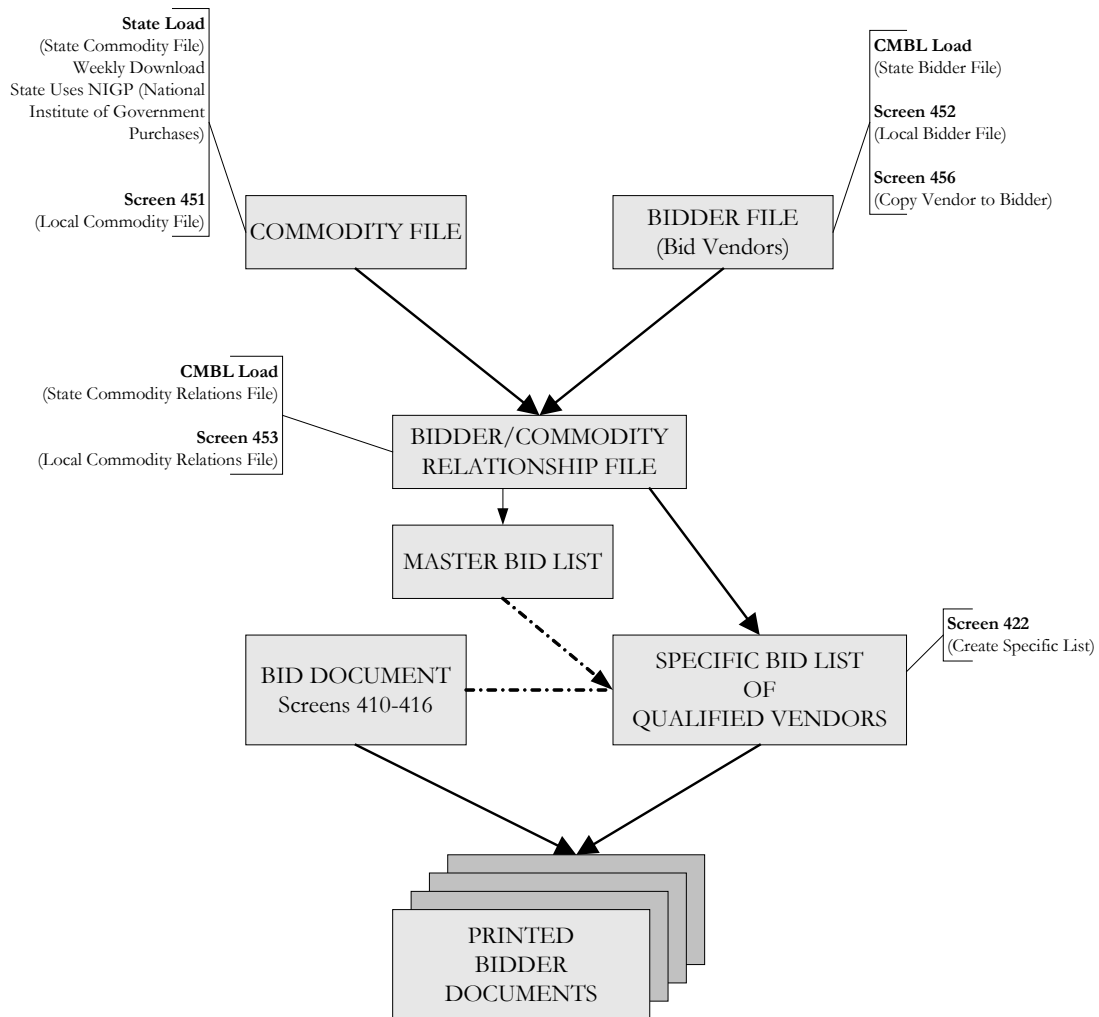 State Load
(State Commodity File)
Weekly Download
State Uses NIGP (National
Institute of Government
Purchases)
Screen 451
(Local Commodity File)
CMBL Load
(State Bidder File)
Screen 452
(Local Bidder File)
Screen 456
(Copy Vendor to Bidder)
COMMODITY FILE
BIDDER FILE
(Bid Vendors)
CMBL Load
(State Commodity Relations File)
Screen 453
(Local Commodity Relations File)
BIDDER/COMMODITY
RELATIONSHIP FILE
MASTER BID LIST
Screen 422
(Create Specific List)
BID DOCUMENT
Screens 410-416
SPECIFIC BID LIST
OF
QUALIFIED VENDORS
PRINTED
BIDDER
DOCUMENTS